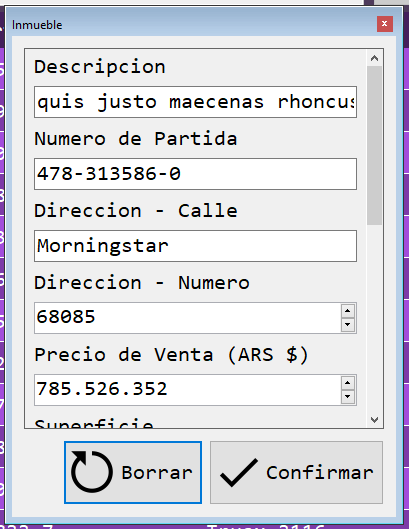 Inmueble
Descripcion
quis justo maecenas rhoncus
Numero de Partida
478-313586-0
Direccion - Calle
Morningstar
Direccion - Numero
68085
Precio de Venta (ARS $)
785.526.352
Superficie
Borrar
Confirmar